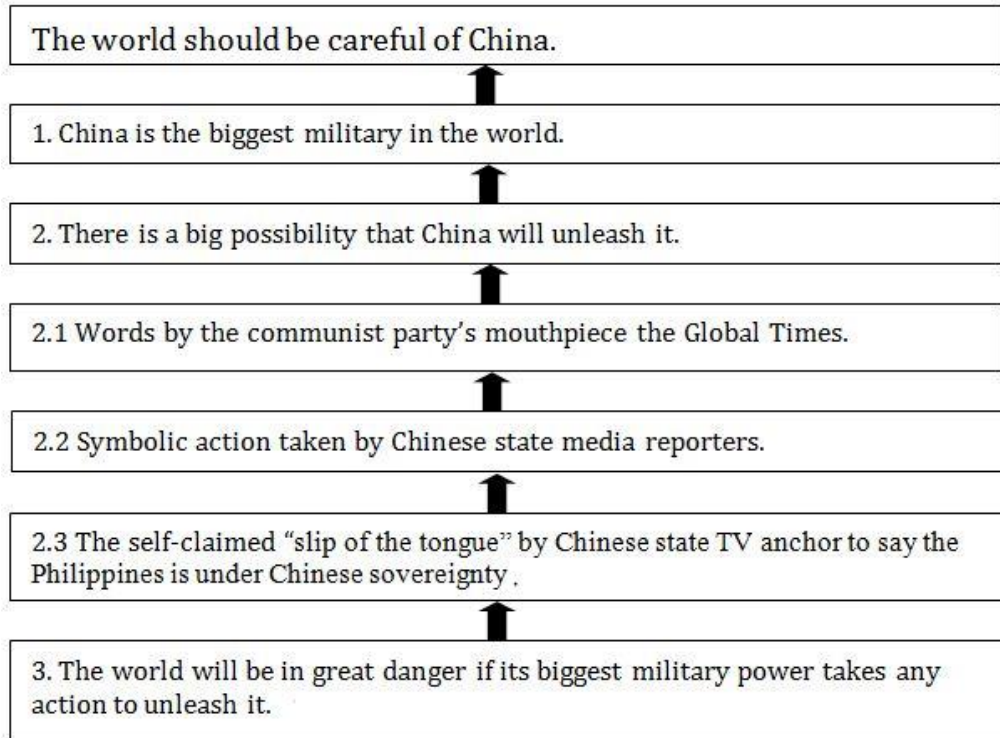 The world should be careful of China.
1. China is the biggest military in the world.
2. There is a big possibility that China will unleash it.
2.1 Words by the communist party’s mouthpiece the Global Times.
2.2 Symbolic action taken by Chinese state media reporters.
2.3 The self-claimed “slip of the tongue” by Chinese state TV anchor to say the
Philippines is under Chinese sovereignty .
3. The world will be in great danger if its biggest military power takes any
action to unleash it.